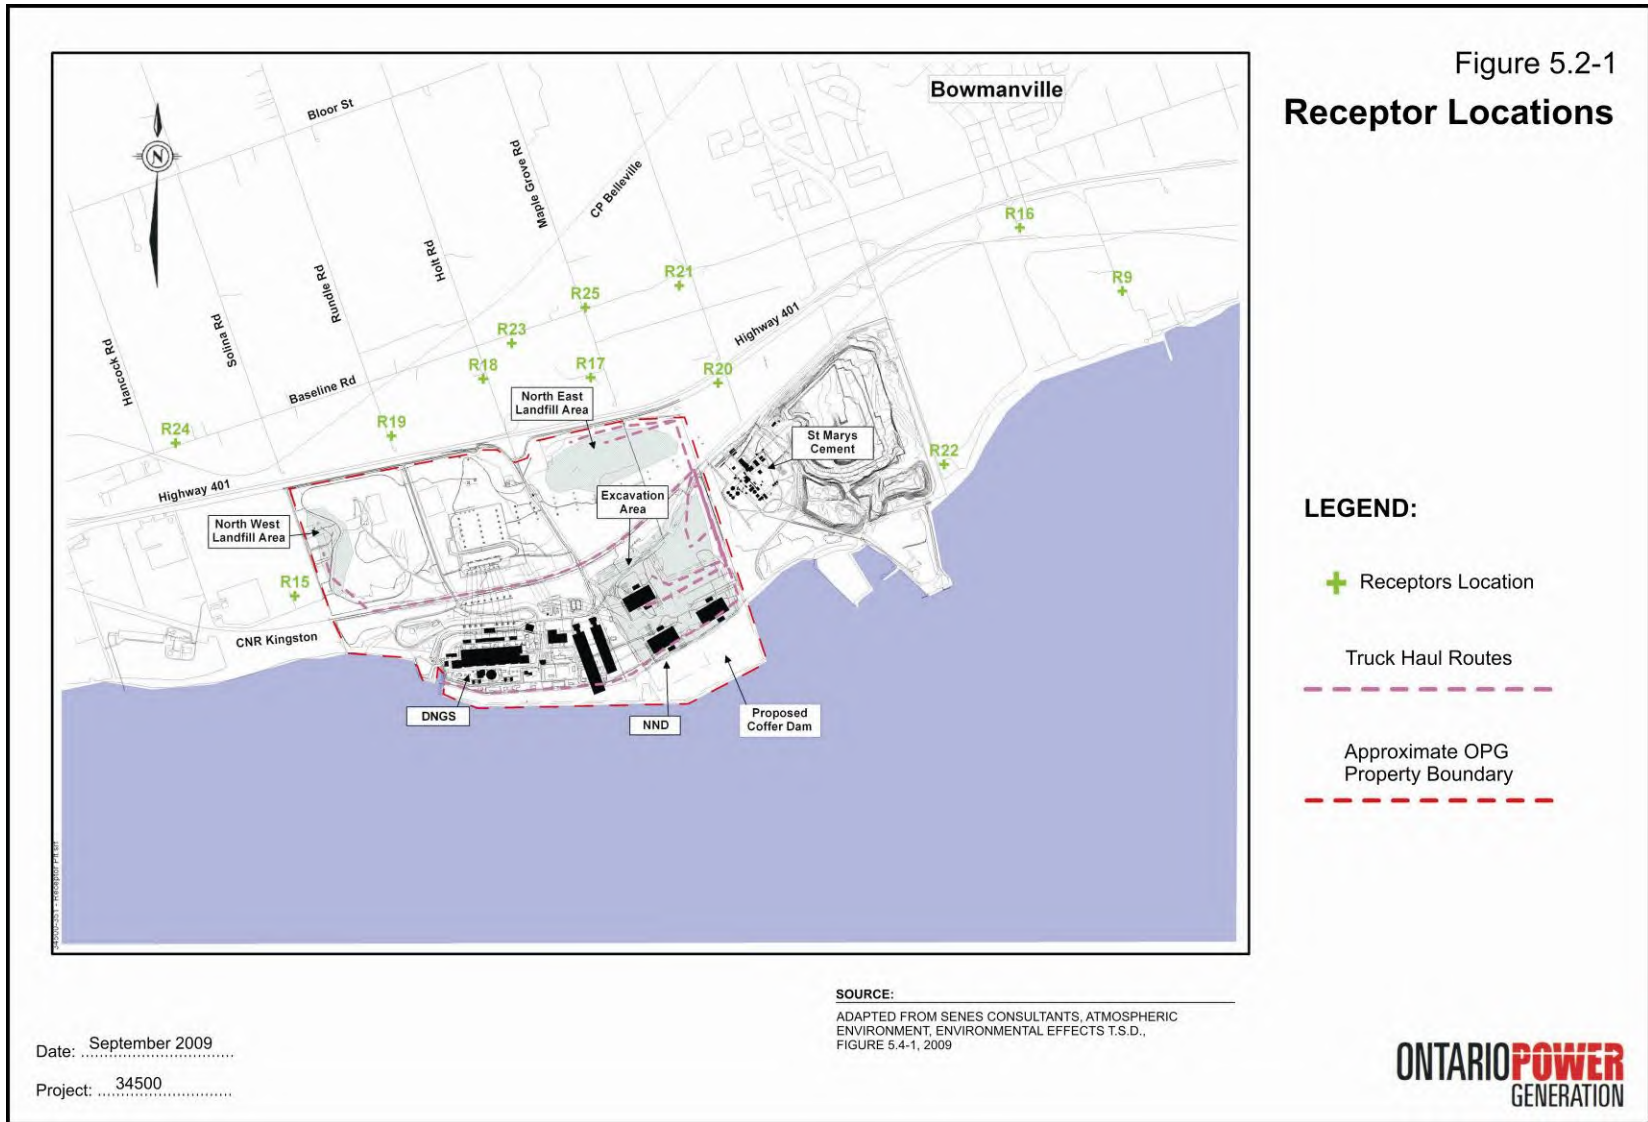 Figure 5.2-1
Receptor Locations
Bowmanville
Bloor St
Maple Grove Rd
CP Belleville
N
R16
Holt Rd
Rundle Rd
Solina Rd
Hancock Rd
R21
R9
R25
Highway 401
R23
R18
R17
R20
Baseline Rd
North East
Landfill Area
R24
R19
St Marys
Cement
R22
Highway 401
Excavation
Area
North West
Landfill Area
R15
CNR Kingston
DNGS
NND
Proposed
Coffer Dam
LEGEND:
Receptors Location
Truck Haul Routes
Approximate OPG
Property Boundary
SOURCE:
ADAPTED FROM SENES CONSULTANTS, ATMOSPHERIC
ENVIRONMENT, ENVIRONMENTAL EFFECTS T.S.D.,
FIGURE 5.4-1, 2009
Date: September 2009
Project: 34500
ONTARIOPOWER
GENERATION